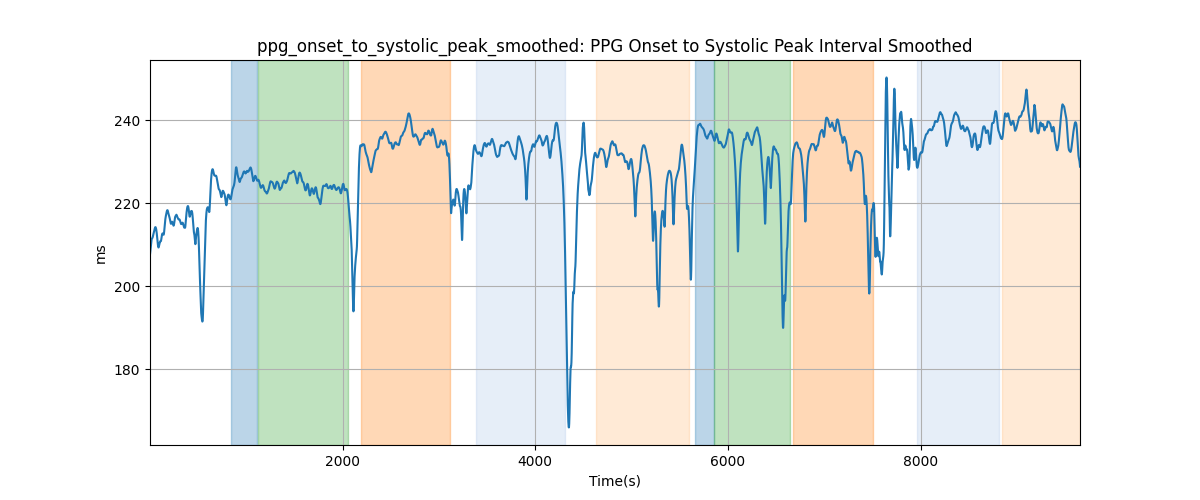 ppg_onset_to_systolic_peak_smoothed: PPG Onset to Systolic Peak Interval Smoothed
240
220
200
180
ms
2000 4000 6000 8000
Time(s)